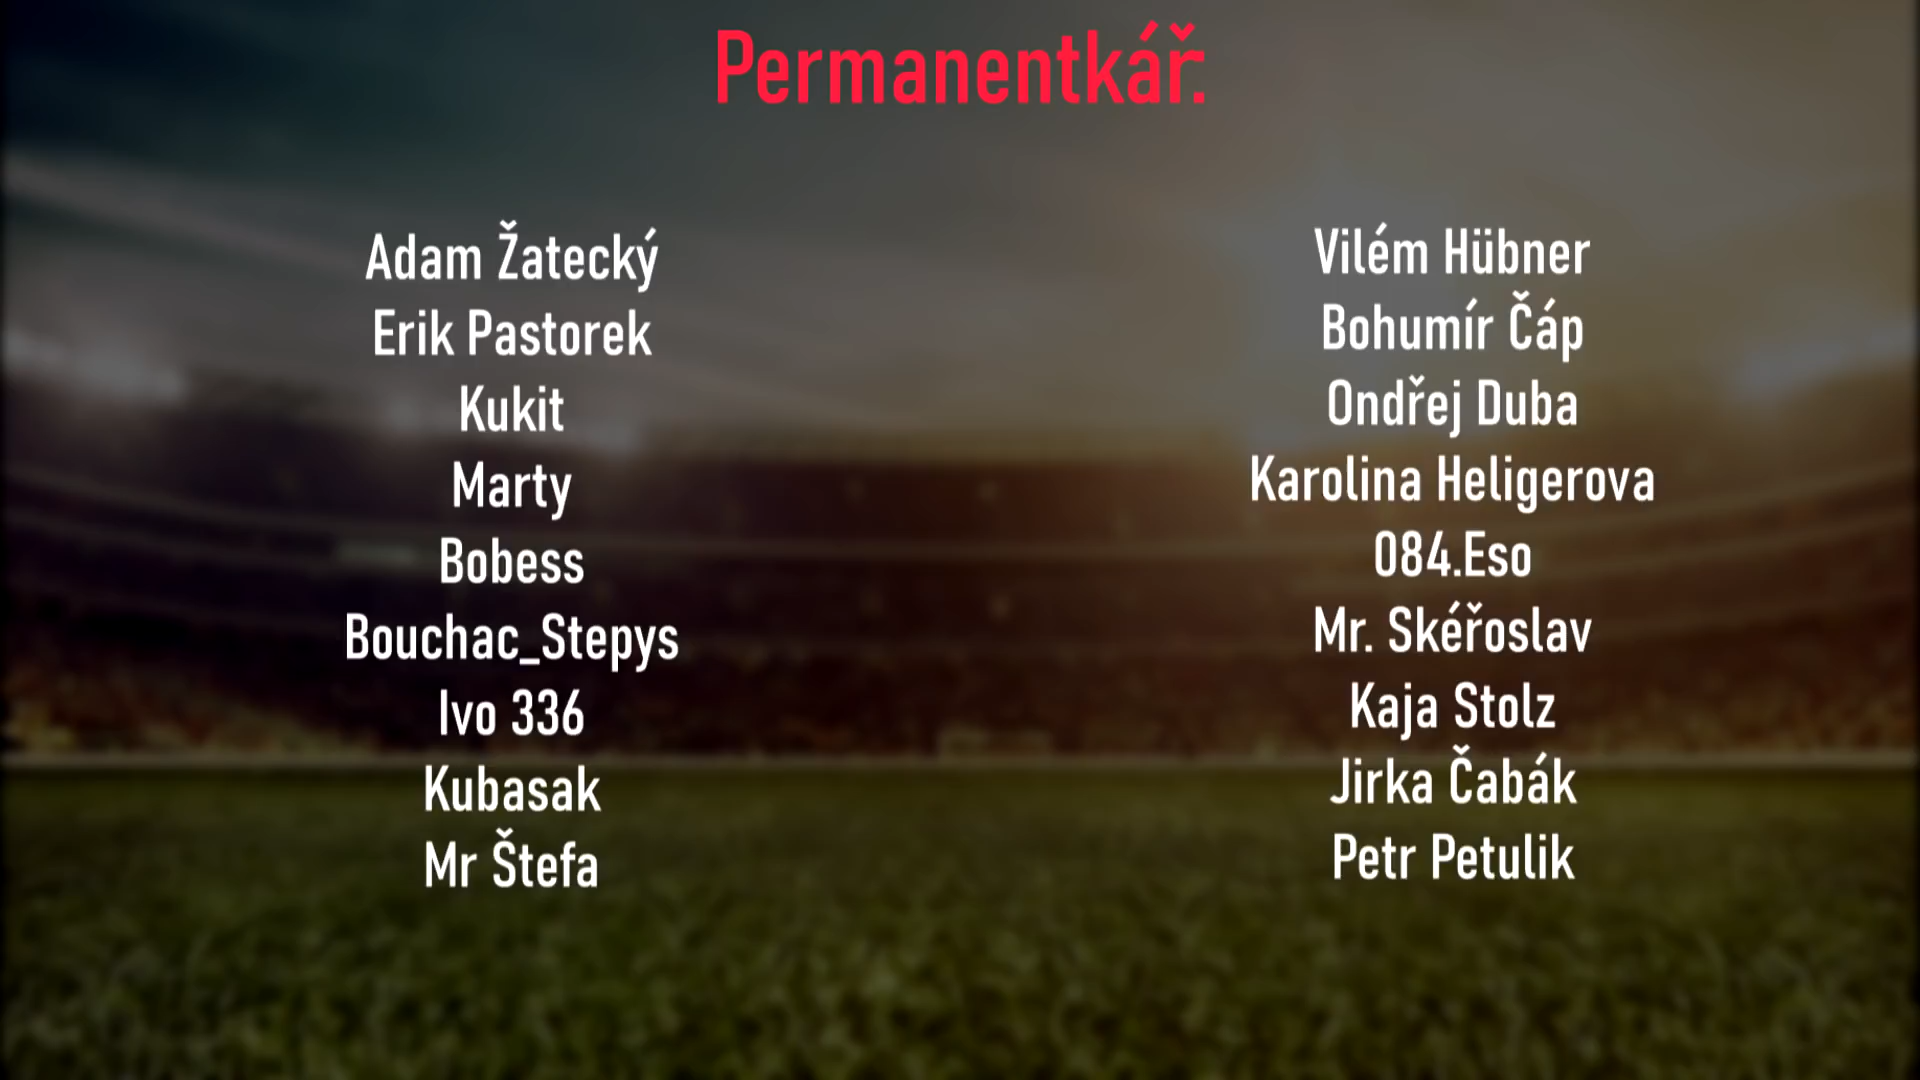 Permanentkář:
Adam Žatecký
Erik Pastorek
Kukit
Marty
Bobess
Bouchac_Stepys
Ivo 336
Kubasak
Mr Štefa
Vilém Hübner
Bohumír Čáp
Ondřej Duba
Karolina Heligerova
084.Eso
Mr. Skéřoslav
Kaja Stolz
Jirka Čabák
Petr Petulik